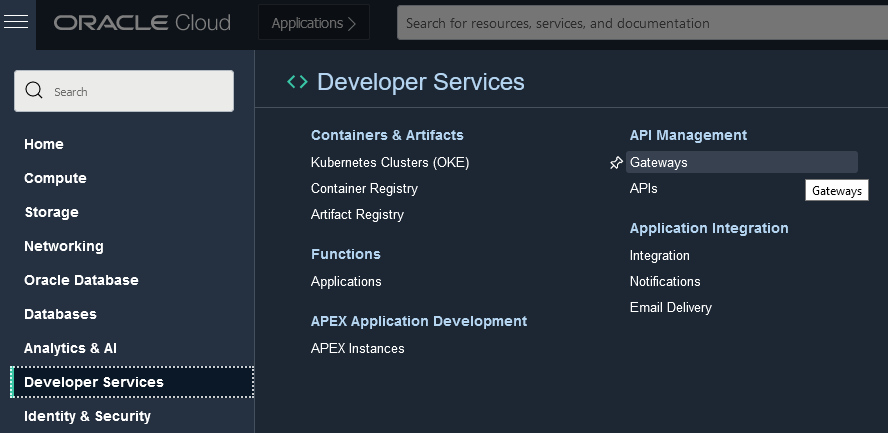 ORACLE Cloud
Applications >
Search for resources, services, and documentation
Search
Home
Compute
Storage
Networking
Oracle Database
Databases
Analytics & AI
Developer Services
Identity & Security
Developer Services
Containers & Artifacts
Kubernetes Clusters (OKE)
Container Registry
Artifact Registry
Functions
Applications
APEX Application Development
APEX Instances
API Management
Gateways
APIs
Gateways
Application Integration
Integration
Notifications
Email Delivery